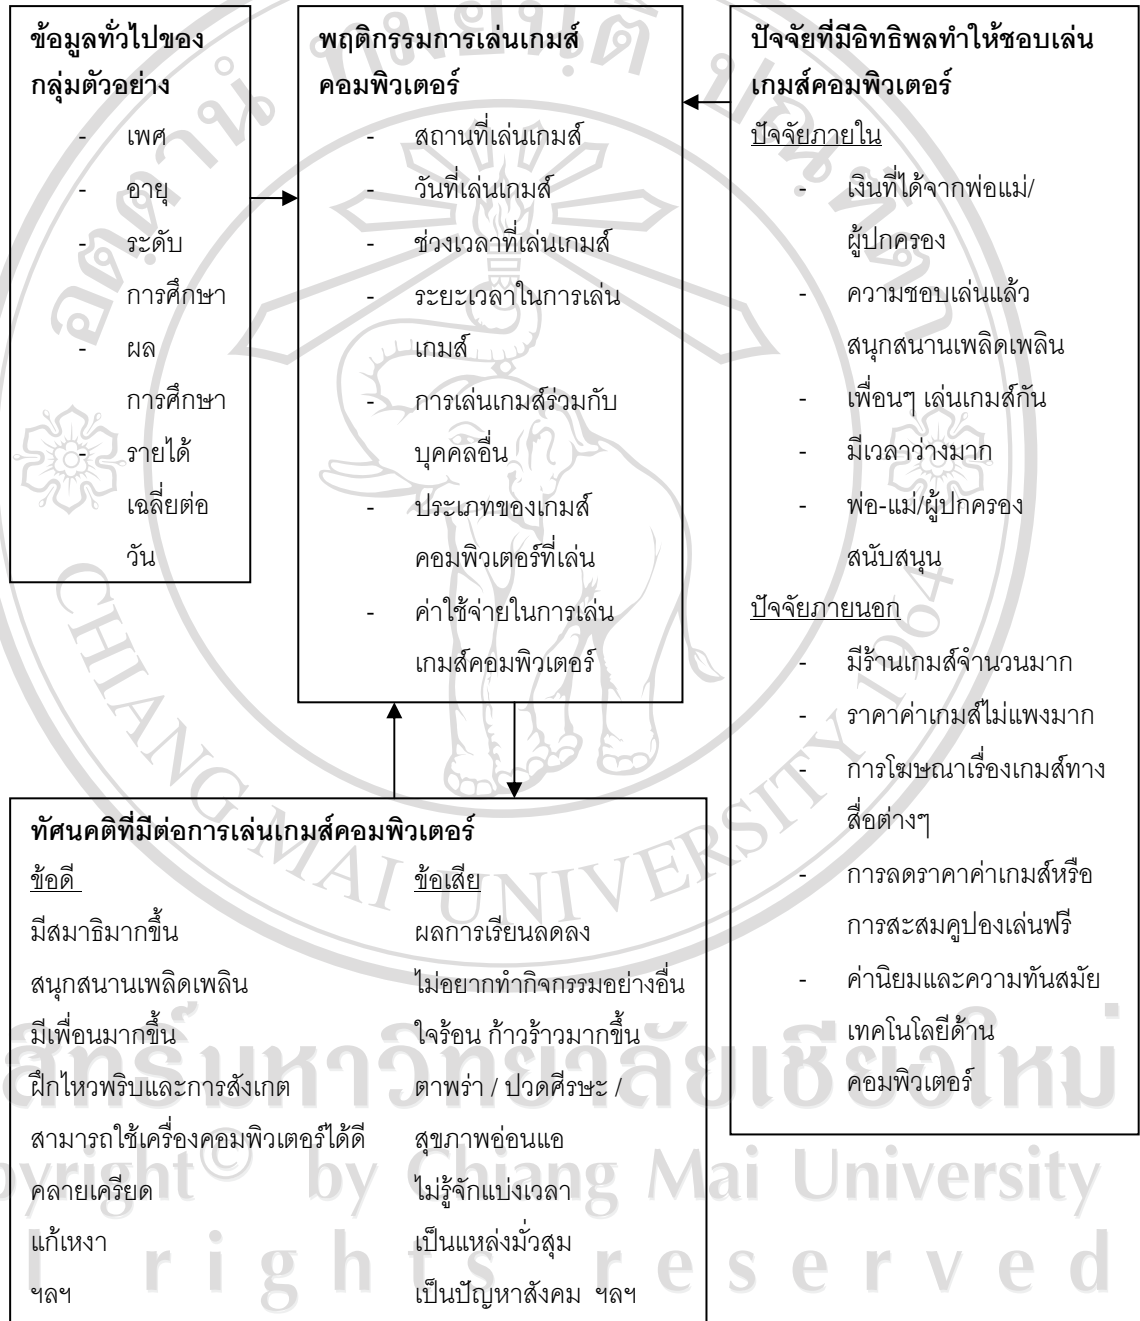 ข้อมูลทั่วไปของ
กลุ่มตัวอย่าง
- เพศ
- อายุ
- ระดับ
การศึกษา
- ผล
การศึกษา
- รายได้
เฉลี่ยต่อ
วัน
พฤติกรรมการเล่นเกมส์
คอมพิวเตอร์
- สถานที่เล่นเกมส์
- วันที่เล่นเกมส์
- ช่วงเวลาที่เล่นเกมส์
- ระยะเวลาในการเล่น
เกมส์
- การเล่นเกมส์ร่วมกับ
บุคคลอื่น
- ประเภทของเกมส์
คอมพิวเตอร์ที่เล่น
- ค่าใช้จ่ายในการเล่น
เกมส์คอมพิวเตอร์
ปัจจัยที่มีอิทธิพลทำให้ชอบเล่น
เกมส์คอมพิวเตอร์
ปัจจัยภายใน
- เงินที่ได้จากพ่อแม่/
ผู้ปกครอง
- ความชอบเล่นแล้ว
สนุกสนานเพลิดเพลิน
- เพื่อนๆ เล่นเกมส์กัน
- มีเวลาว่างมาก
- พ่อ-แม่/ผู้ปกครอง
สนับสนุน
ปัจจัยภายนอก
- มีร้านเกมส์จำนวนมาก
- ราคาค่าเกมส์ไม่แพงมาก
- การโฆษณาเรื่องเกมส์ทาง
สื่อต่างๆ
- การลดราคาค่าเกมส์หรือ
การสะสมคูปองเล่นฟรี
- ค่านิยมและความทันสมัย
เทคโนโลยีด้าน
คอมพิวเตอร์
ทัศนคติที่มีต่อการเล่นเกมส์คอมพิวเตอร์
ข้อดี
มีสมาธิมากขึ้น
สนุกสนานเพลิดเพลิน
มีเพื่อนมากขึ้น
ฝึกไหวพริบและการสังเกต
สามารถใช้เครื่องคอมพิวเตอร์ได้ดี
คลายเครียด
แก้เหงา
ฯลฯ
ข้อเสีย
ผลการเรียนลดลง
ไม่อยากทำกิจกรรมอย่างอื่น
ใจร้อน ก้าวร้าวมากขึ้น
ตาพร่า / ปวดศีรษะ /
สุขภาพอ่อนแอ
ไม่รู้จักแบ่งเวลา
เป็นแหล่งมั่วสุม
เป็นปัญหาสังคม ฯลฯ
CHIANG MAI UNIVERSITY 1964
สิทธิ์มหาวิทยาลัยเชียงใหม่
pyright© by Chiang Mai University
l rights reserved